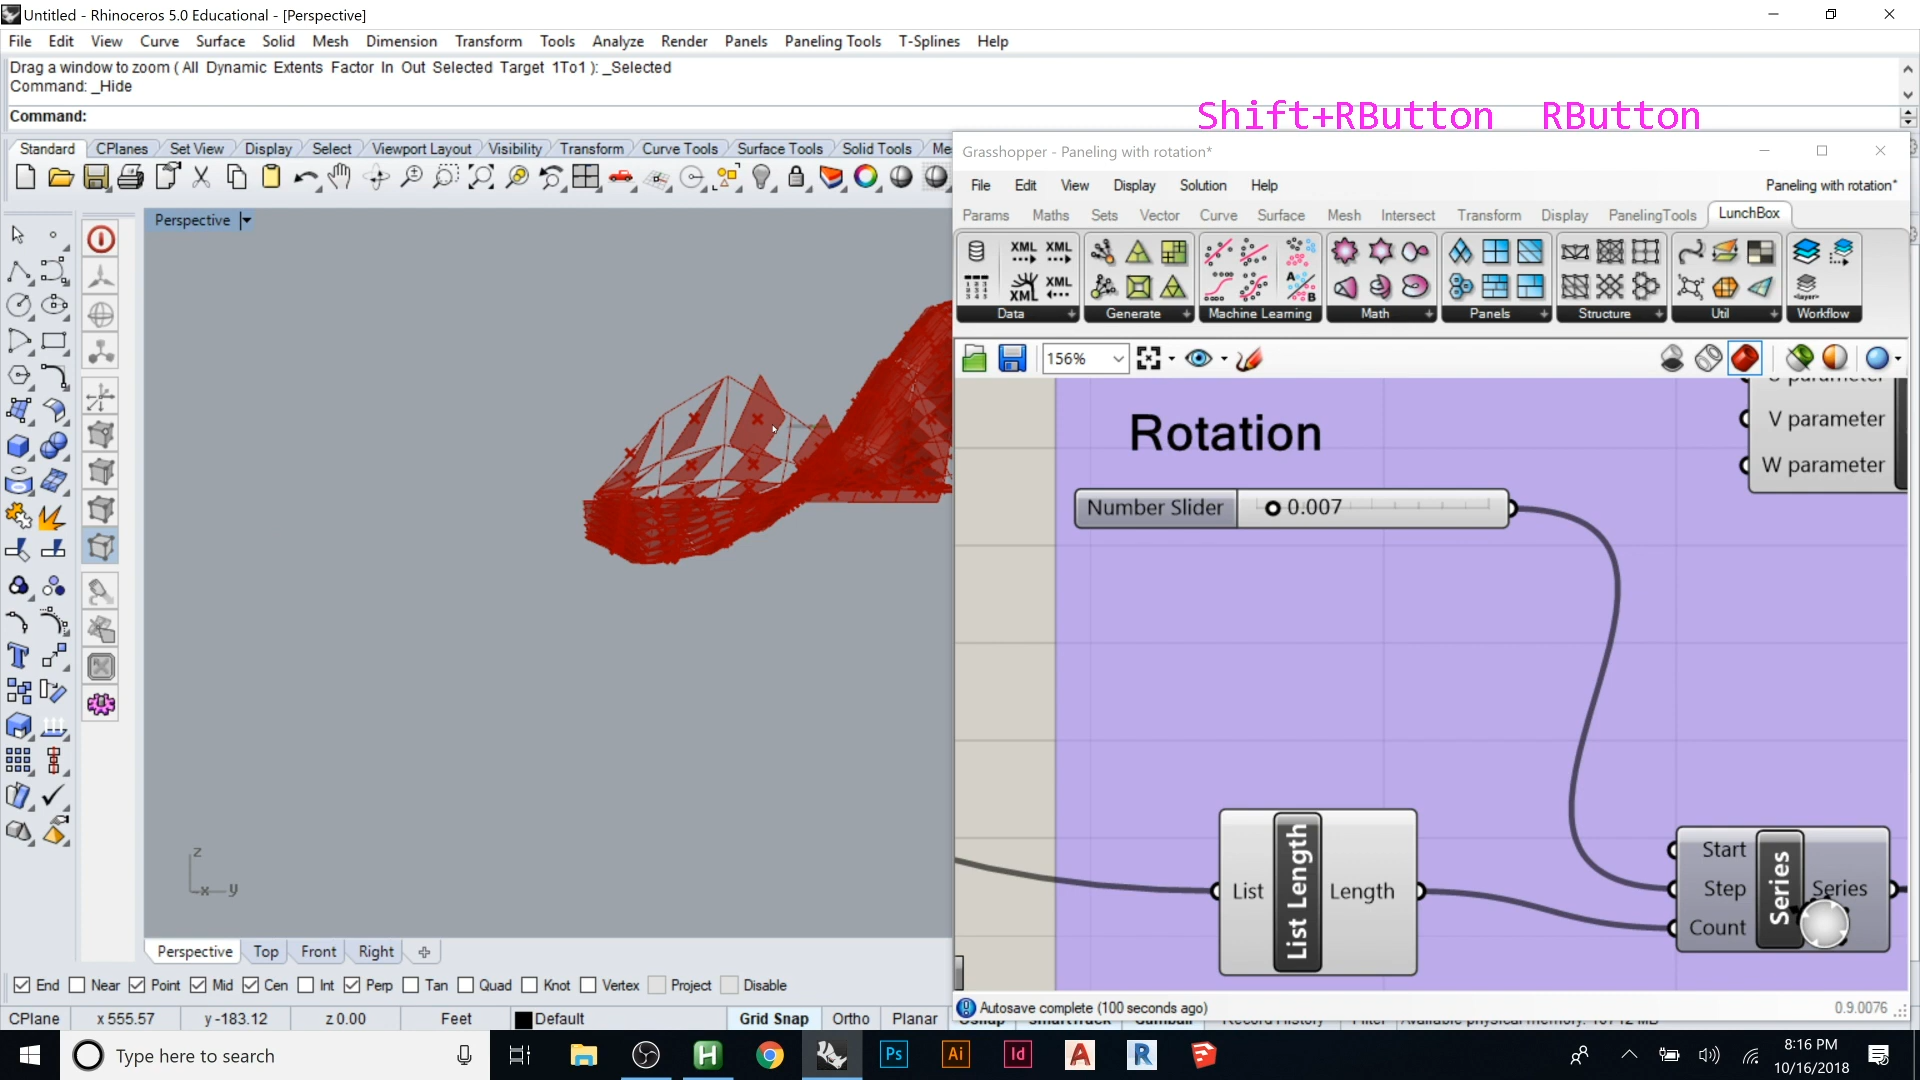 Untitled - Rhinoceros 5.0 Educational - [Perspective]
File Edit View Curve Surface Solid Mesh Dimension Transform Tools Analyze Render Panels Paneling Tools T-Splines Help
Drag a window to zoom ( All Dynamic Extents Factor In Out Selected Target 1To1 ): _Selected
Command: _Hide
Command:
Shift+RButton RButton
Standard CPlanes Set View Display Select Viewport Layout Visibility Transform Curve Tools Surface Tools Solid Tools Me
Grasshopper - Paneling with rotation*
File Edit View Display Solution Help Paneling with rotation*
Params Maths Sets Vector Curve Surface Mesh Intersect Transform Display PanelingTools LunchBox
XML XML
XML XML
Data Generate Machine Learning Math Panels Structure Util Workflow
156%
Perspective
Rotation
V parameter
W parameter
Number Slider 0.007
List List Length Length
Start
Step Series Series
Count
z
x y
Perspective Top Front Right
End Near Point Mid Cen Int Perp Tan Quad Knot Vertex Project Disable
Autosave complete (100 seconds ago) 0.9.0076
CPlane x 555.57 y -183.12 z 0.00 Feet Default Grid Snap Ortho Planar
Type here to search
Ps Ai Id A R
8:16 PM
10/16/2018